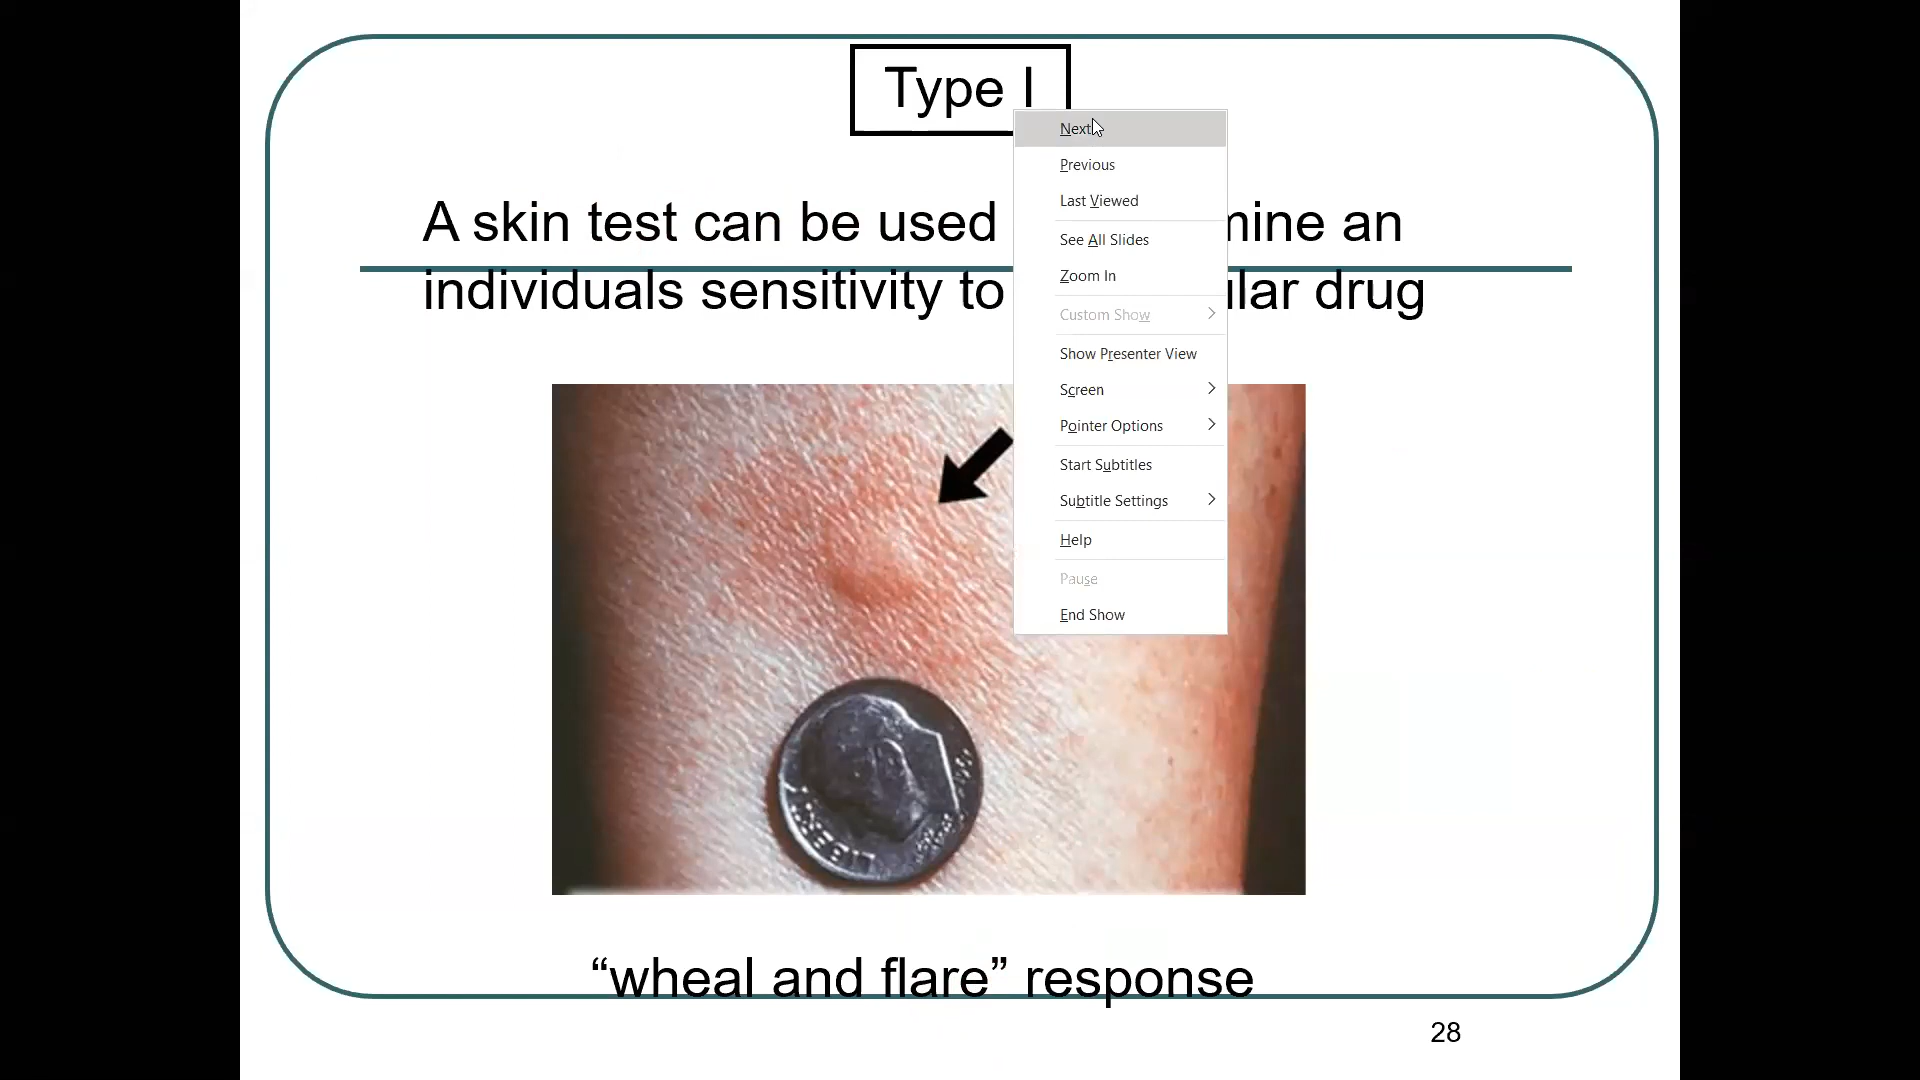 Type I
A skin test can be used mine an
individuals sensitivity to ilar drug
Next
Previous
Last Viewed
See All Slides
Zoom In
Custom Show
Show Presenter View
Screen
Pointer Options
Start Subtitles
Subtitle Settings
Help
Pause
End Show
“wheal and flare” response
28